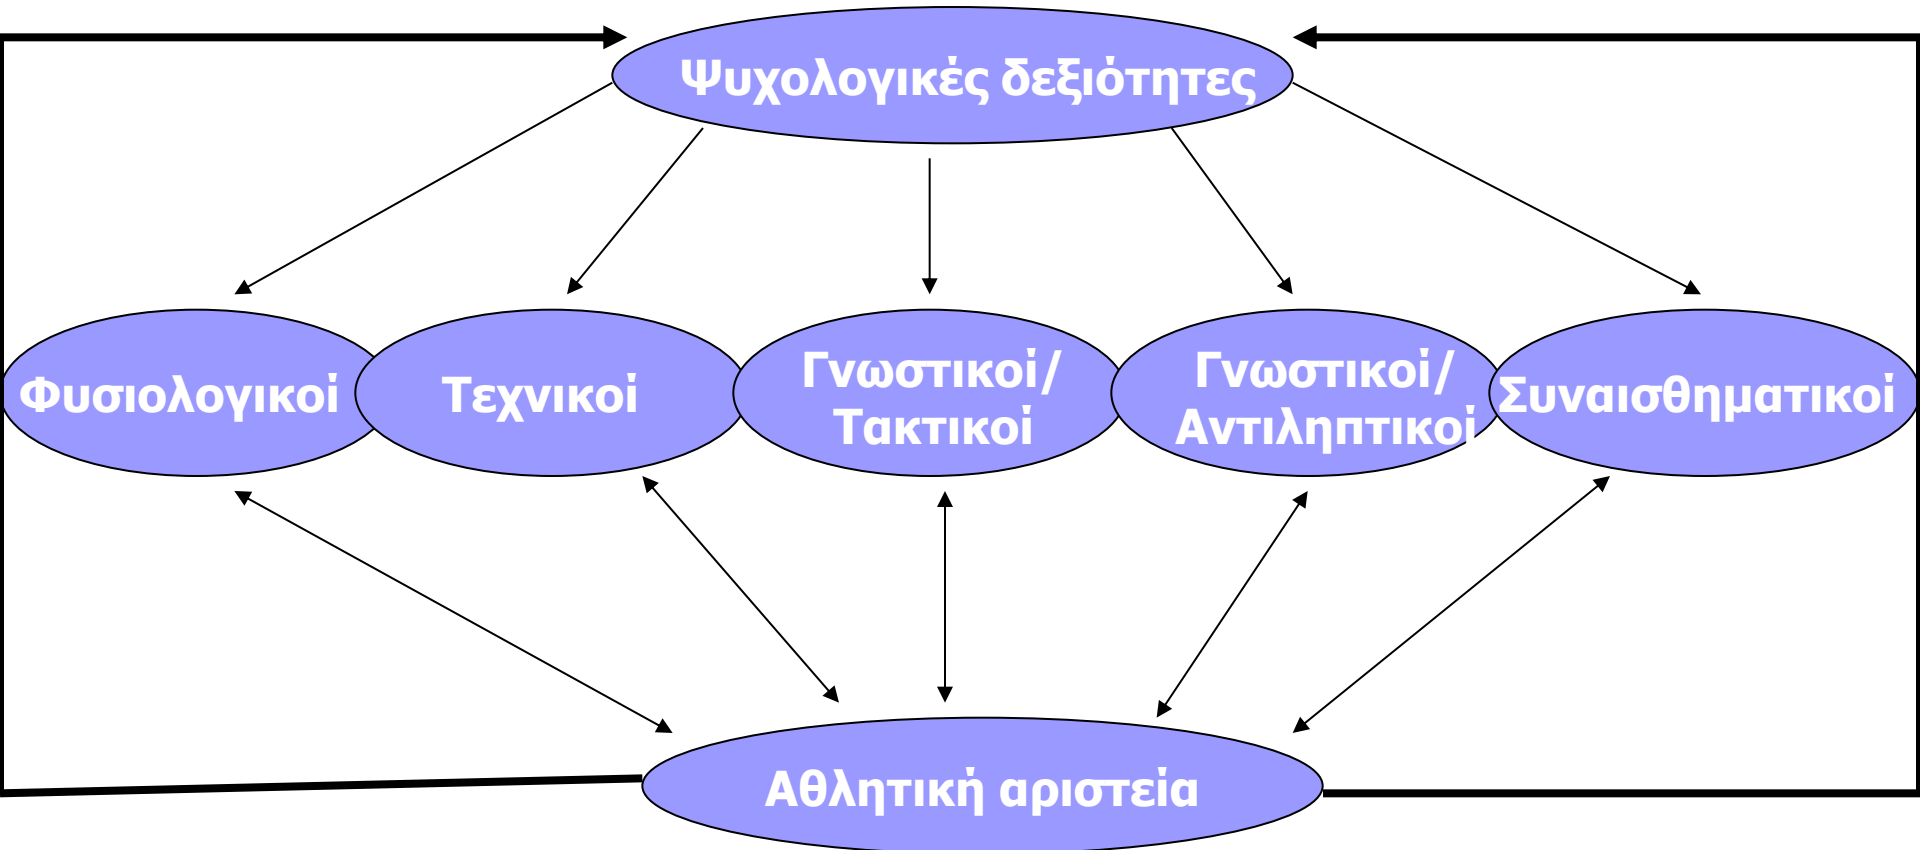 Ψυχολογικές δεξιότητες
Φυσιολογικοί
Τεχνικοί
Γνωστικοί/
Τακτικοί
Γνωστικοί/
Αντιληπτικοί
Συναισθηματικοί
Αθλητική αριστεία